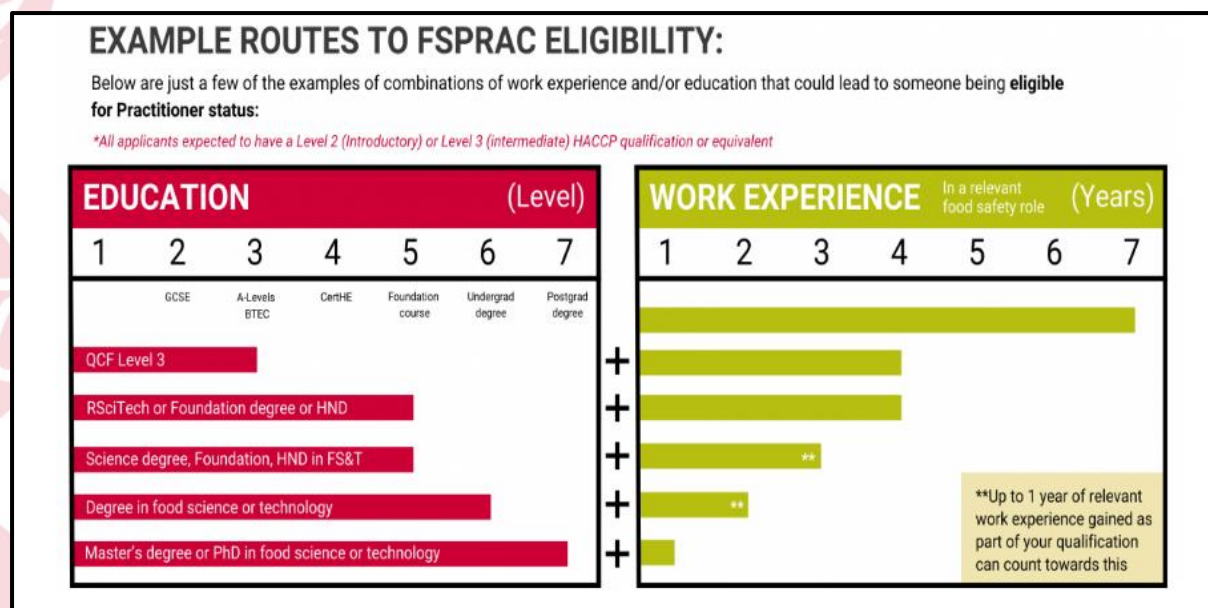 EXAMPLE ROUTES TO FSPRAC ELIGIBILITY:
Below are just a few of the examples of combinations of work experience and/or education that could lead to someone being eligible
for Practitioner status:
*All applicants expected to have a Level 2 (Introductory) or Level 3 (intermediate) HACCP qualification or equivalent
EDUCATION (Level)
1 2 3 4 5 6 7
GCSE A-Levels CertHE Foundation Undergrad Postgrad
BTEC course degree degree
QCF Level 3
RSciTech or Foundation degree or HND
Science degree, Foundation, HND in FS&T
Degree in food science or technology
Master's degree or PhD in food science or technology
+
+
+
+
+
WORK EXPERIENCE In a relevant (Years)
food safety role
1 2 3 4 5 6 7
**
**
**Up to 1 year of relevant
work experience gained as
part of your qualification
can count towards this